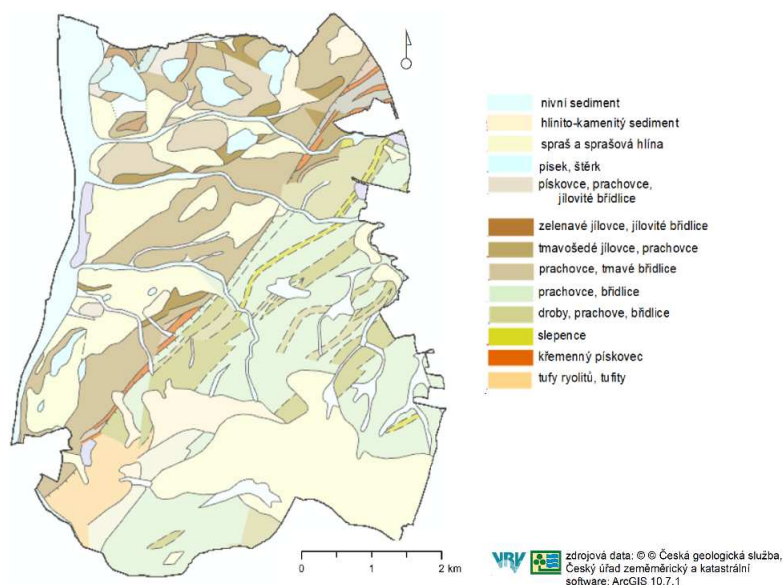 nivní sediment
hlinito-kamenitý sediment
spraš a sprašová hlína
písek, štěrk
pískovce, prachovce,
jílovité břidlice
zelenavé jílovce, jílovité břidlice
tmavošedé jílovce, prachovce
prachovce, tmavé břidlice
prachovce, břidlice
droby, prachove, břidlice
slepence
křemenný pískovec
tufy ryolitů, tufity
0 1 2 km
VRV
zdrojová data: © © Česká geologická služba,
Český úřad zeměměrický a katastrální
software: ArcGIS 10.7.1